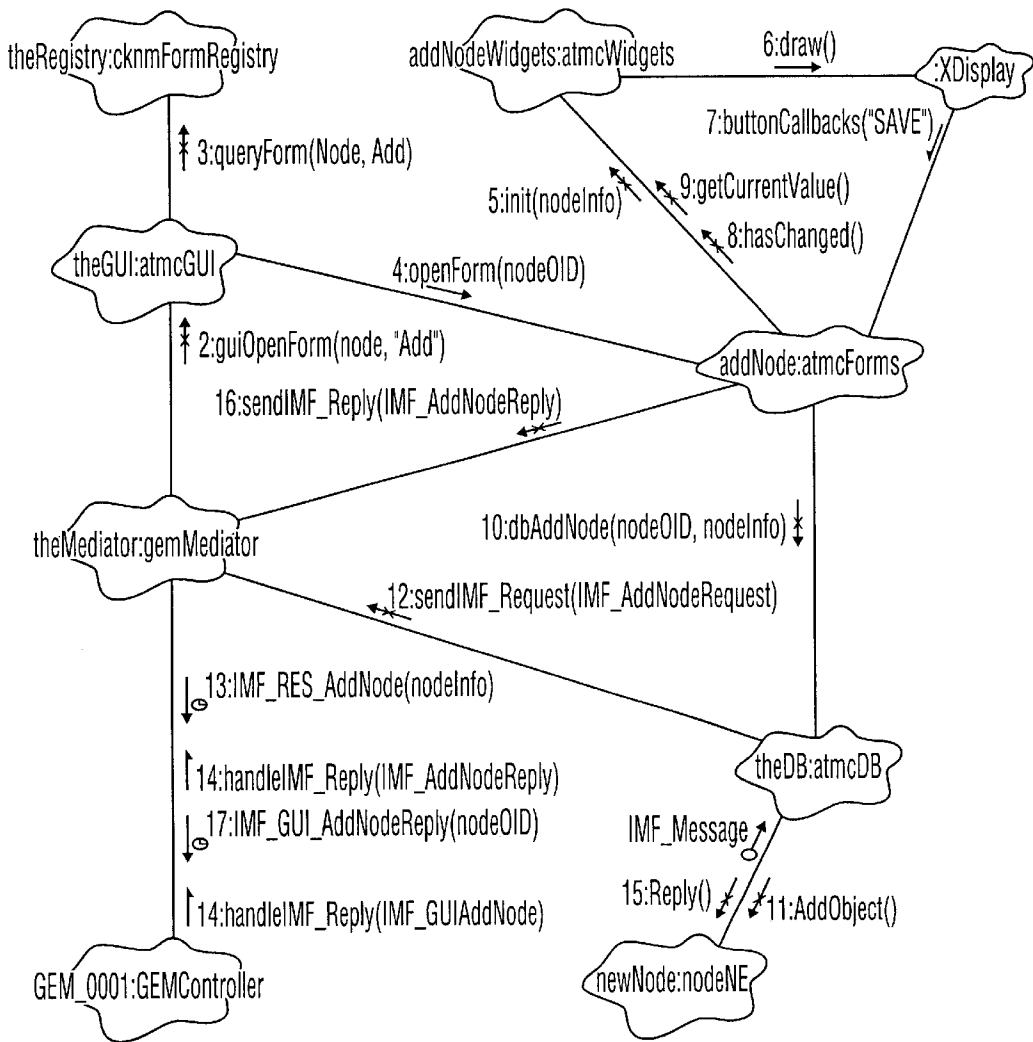 theRegistry:cknmFormRegistry
addNodeWidgets:atmcWidgets
6:draw()
:XDisplay
7:buttonCallbacks("SAVE")
3:queryForm(Node, Add)
5:init(nodeInfo)
9:getCurrentValue()
8:hasChanged()
theGUI:atmcGUI
4:openForm(nodeOID)
2:guiOpenForm(node, "Add")
addNode:atmcForms
16:sendIMF_Reply(IMF_AddNodeReply)
theMediator:gemMediator
10:dbAddNode(nodeOID, nodeInfo)
12:sendIMF_Request(IMF_AddNodeRequest)
13:IMF_RES_AddNode(nodeInfo)
14:handleIMF_Reply(IMF_AddNodeReply)
theDB:atmcDB
17:IMF_GUI_AddNodeReply(nodeOID)
IMF_Message
15:Reply()
11:AddObject()
14:handleIMF_Reply(IMF_GUIAddNode)
GEM_0001:GEMController
newNode:nodeNE